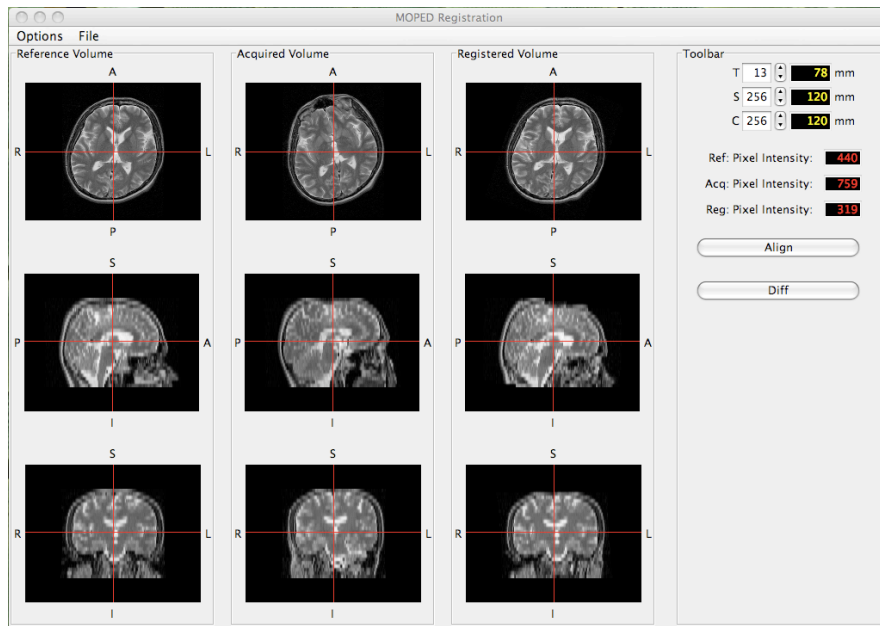 MOPED Registration
Options File
Reference Volume
A
R L
P
S
P A
I
S
R L
I
Acquired Volume
A
R L
P
S
P A
I
S
R L
I
Registered Volume
A
R L
P
S
P A
I
S
R L
I
Toolbar
T 13 78 mm
S 256 120 mm
C 256 120 mm
Ref: Pixel Intensity: 440
Acq: Pixel Intensity: 759
Reg: Pixel Intensity: 319
Align
Diff